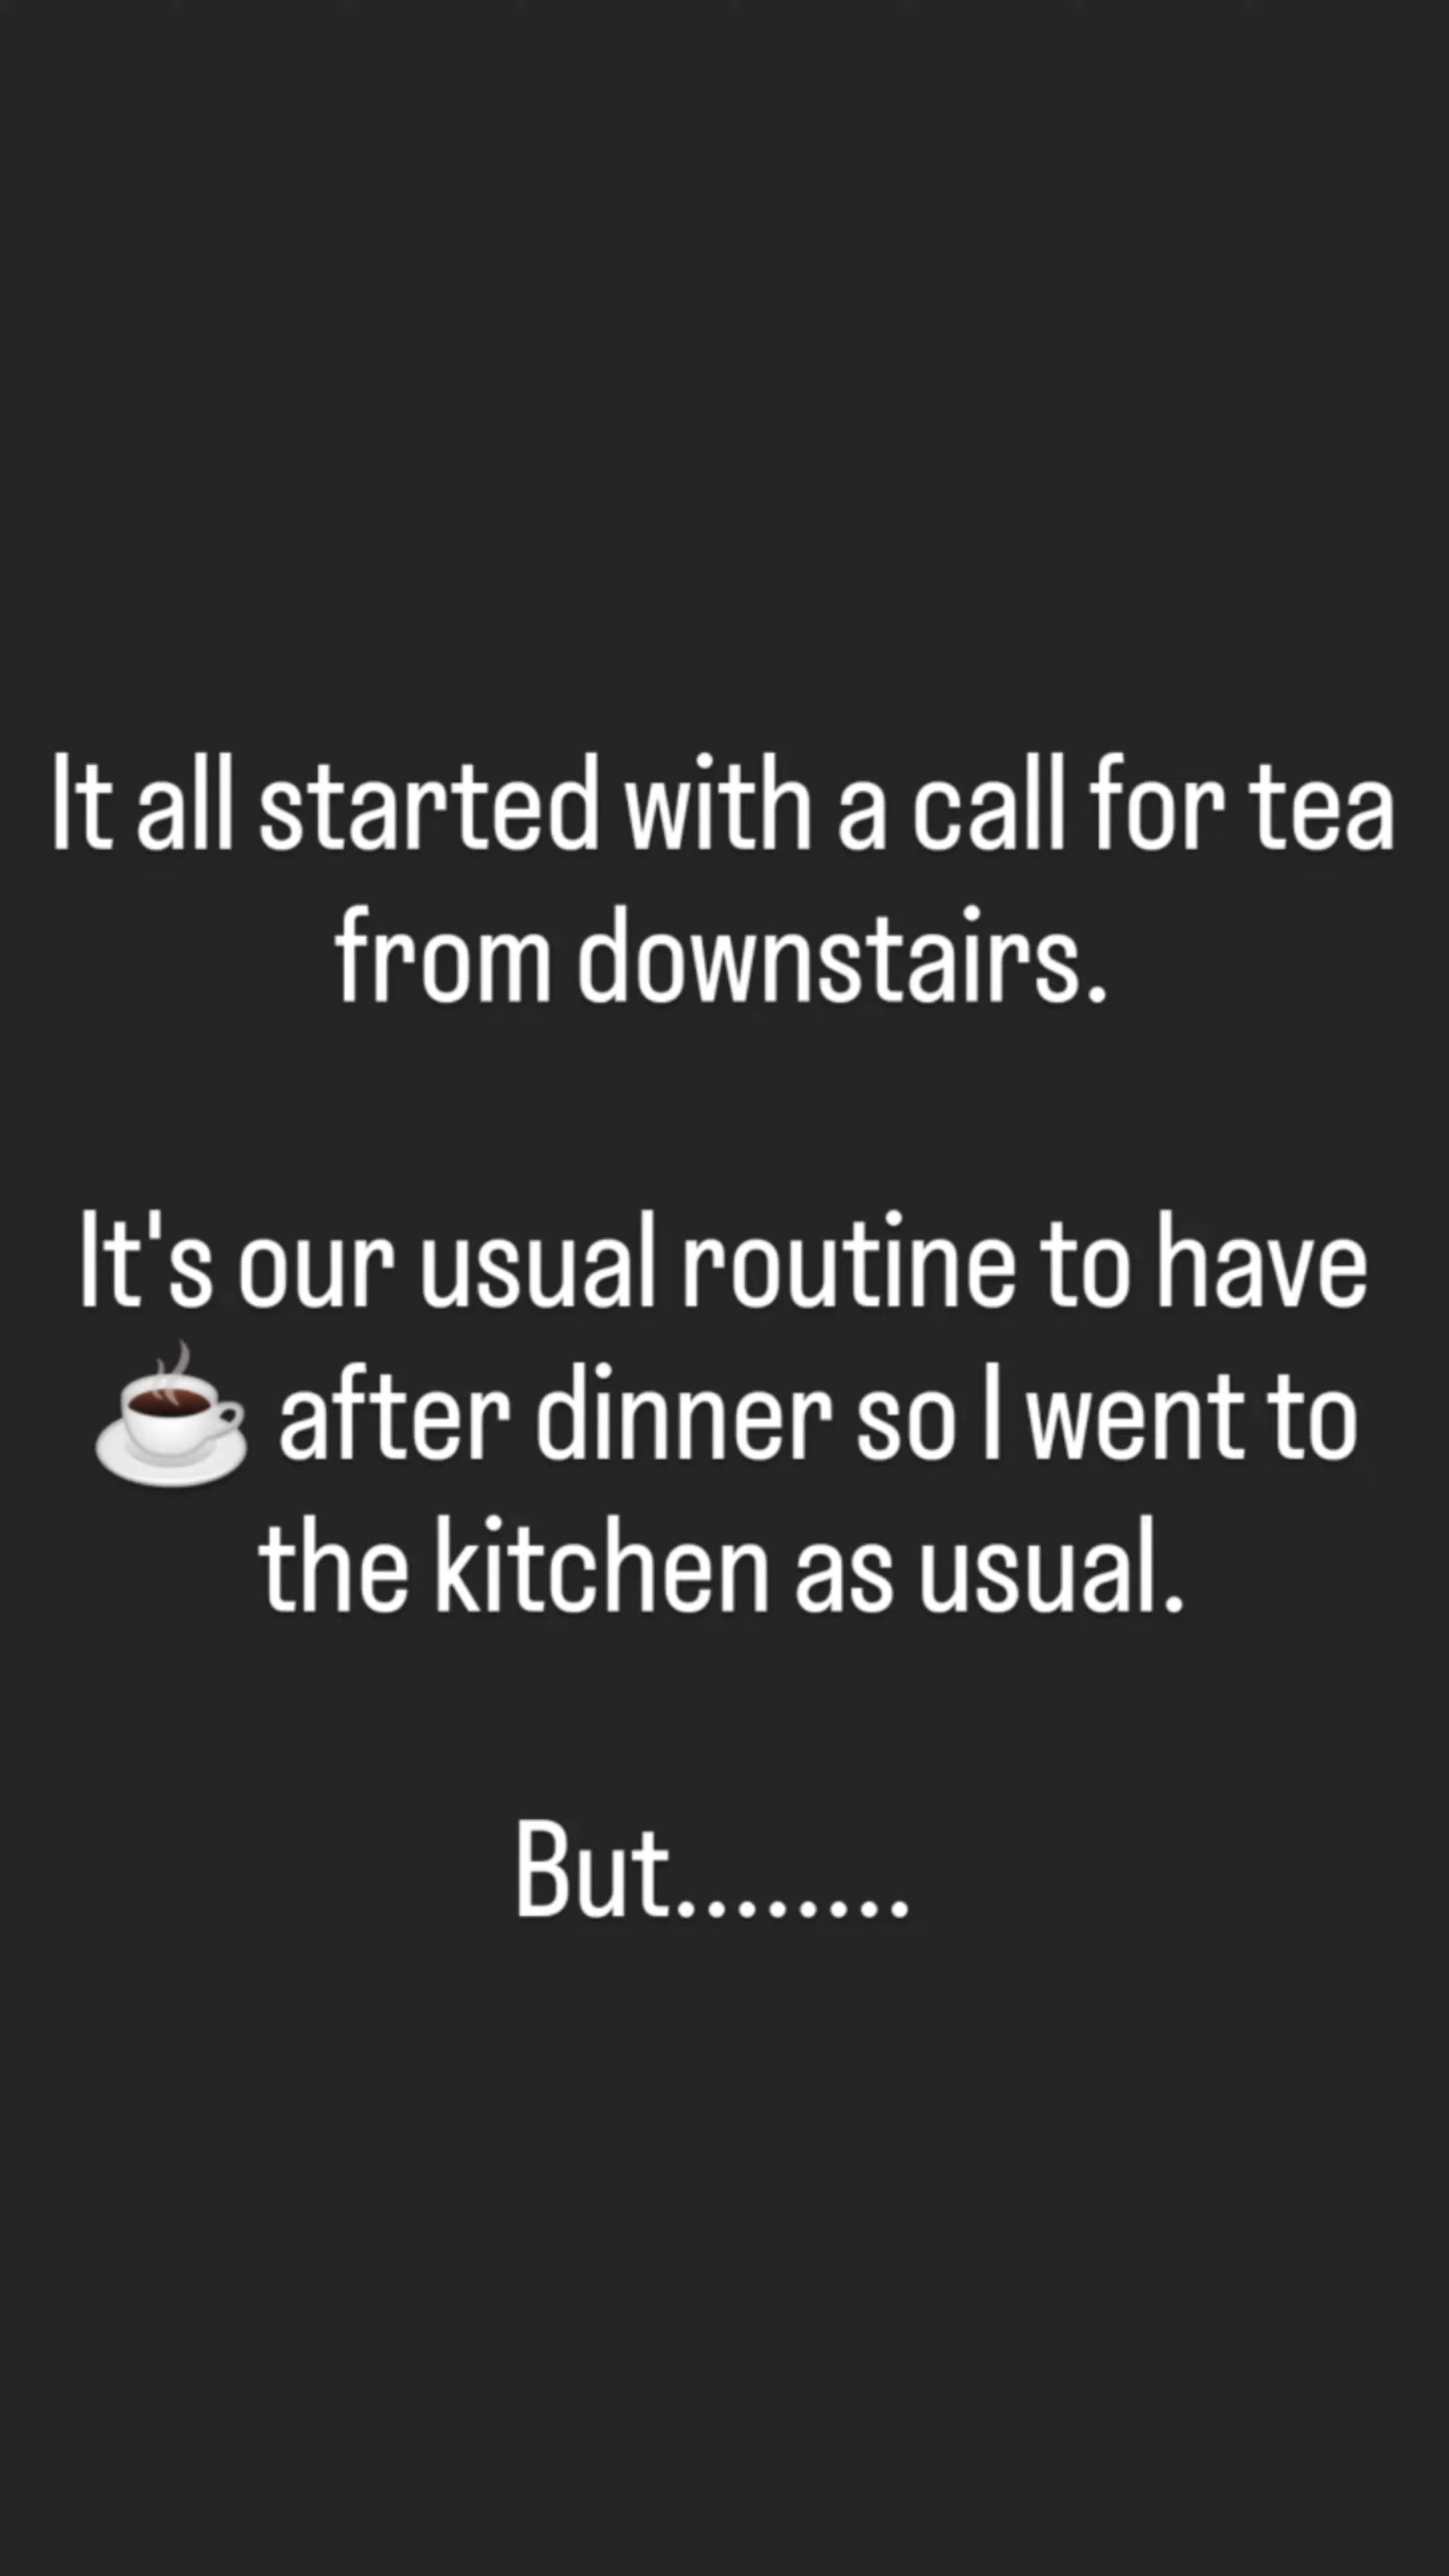 It all started with a call for tea
from downstairs.
It's our usual routine to have
☕ after dinner so I went to
the kitchen as usual.
But........